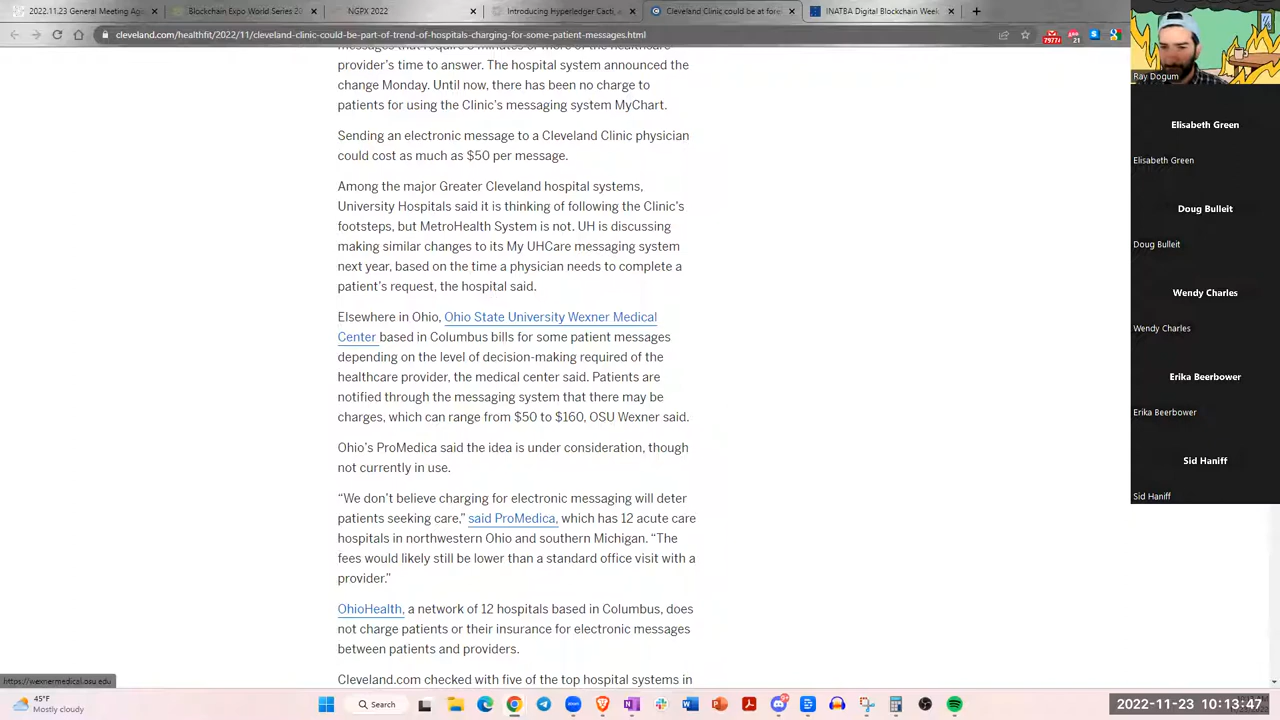 2022.11.23 General Meeting Ag
Blockchain Expo World Series 20
NGPX 2022
Introducing Hyperledger Cacti, a
Cleveland Clinic could be at fore
INATBA Digital Blockchain Week
cleveland.com/healthfit/2022/11/cleveland-clinic-could-be-part-of-trend-of-hospitals-charging-for-some-patient-messages.html
messages that require 5 minutes or more of the healthcare
provider's time to answer. The hospital system announced the
change Monday. Until now, there has been no charge to
patients for using the Clinic's messaging system MyChart.
Sending an electronic message to a Cleveland Clinic physician
could cost as much as $50 per message.
Among the major Greater Cleveland hospital systems,
University Hospitals said it is thinking of following the Clinic's
footsteps, but MetroHealth System is not. UH is discussing
making similar changes to its My UHCare messaging system
next year, based on the time a physician needs to complete a
patient's request, the hospital said.
Elsewhere in Ohio, Ohio State University Wexner Medical
Center based in Columbus bills for some patient messages
depending on the level of decision-making required of the
healthcare provider, the medical center said. Patients are
notified through the messaging system that there may be
charges, which can range from $50 to $160, OSU Wexner said.
Ohio's ProMedica said the idea is under consideration, though
not currently in use.
“We don't believe charging for electronic messaging will deter
patients seeking care,” said ProMedica, which has 12 acute care
hospitals in northwestern Ohio and southern Michigan. “The
fees would likely still be lower than a standard office visit with a
provider.”
OhioHealth, a network of 12 hospitals based in Columbus, does
not charge patients or their insurance for electronic messages
between patients and providers.
Cleveland.com checked with five of the top hospital systems in
https://wexnermedical.osu.edu
Ray Dogum
Elisabeth Green
Elisabeth Green
Doug Bulleit
Doug Bulleit
Wendy Charles
Wendy Charles
Erika Beerbower
Erika Beerbower
Sid Haniff
Sid Haniff
45°F
Mostly cloudy
Search
2022-11-23 10:13:47